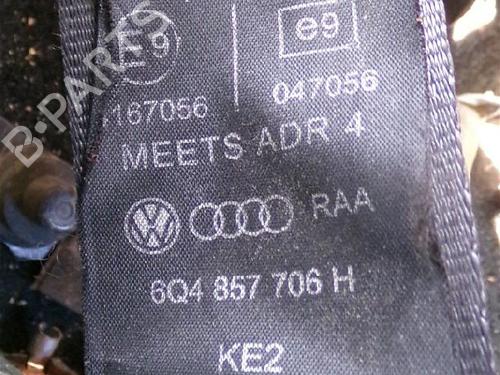 E9
e9
167056
047056
MEETS ADR 4
RAA
6Q4 857 706 H
KE2
B-PARTS